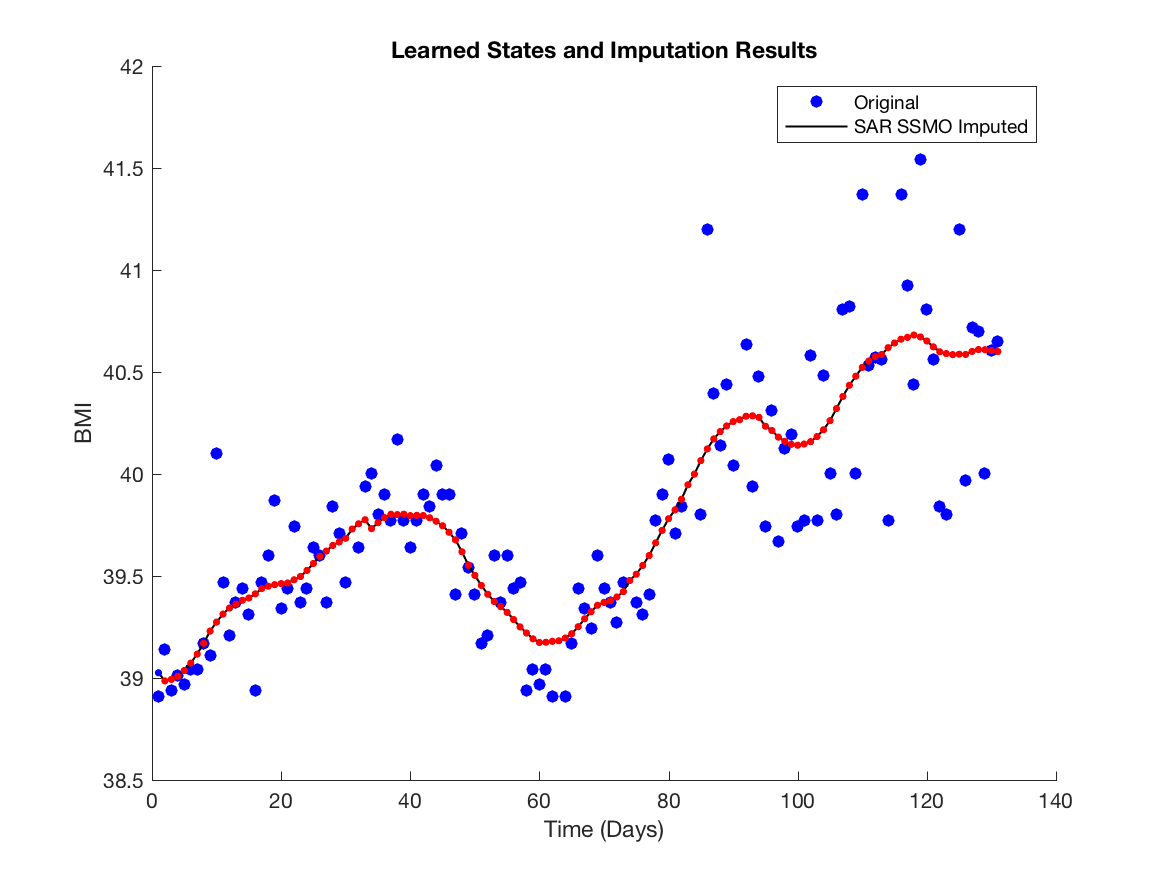 Learned States and Imputation Results
42
Original
SAR SSMO Imputed
41.5
41
40.5
BMI
40
39.5
39
38.5
0 20 40 60 80 100 120 140
Time (Days)